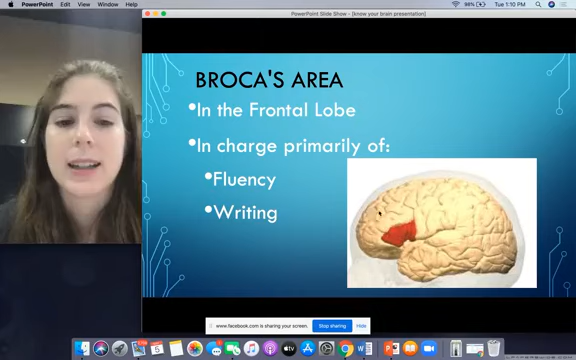 PowerPoint Edit View Window Help
98% Tue 1:10 PM
PowerPoint Slide Show - [know your brain presentation]
BROCA'S AREA
•In the Frontal Lobe
•In charge primarily of:
•Fluency
•Writing
www.facebook.com is sharing your screen. Stop sharing Hide